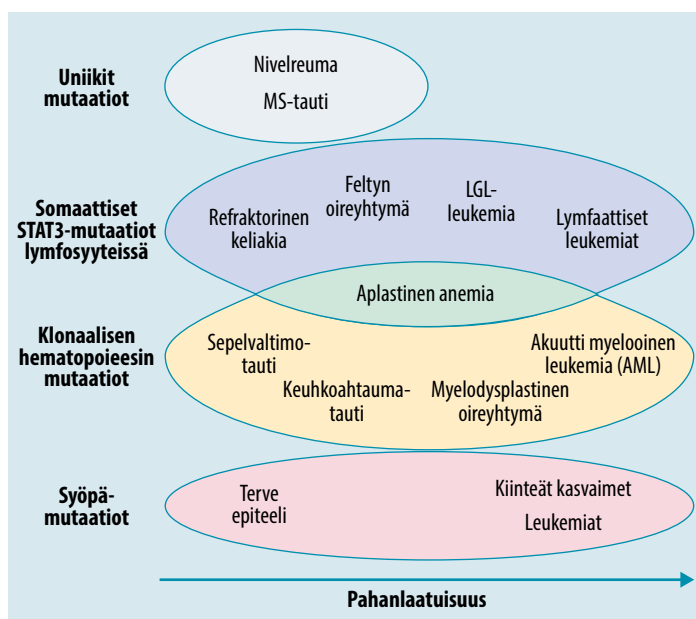 Uniikit
mutaatiot
Nivelreuma
MS-tauti
Somaattiset
STAT3-mutaatiot
lymfosyyteissä
Refraktorinen
keliakia
Feltyn
oireyhtymä
LGL-
leukemia
Lymfaattiset
leukemiat
Aplastinen anemia
Klonaalisen
hematopoieesin
mutaatiot
Sepelvaltimo-
tauti
Keuhkoahtauma-
tauti
Myelodysplastinen
oireyhtymä
Akuutti myelooinen
leukemia (AML)
Syöpä-
mutaatiot
Terve
epiteeli
Kiinteät kasvaimet
Leukemiat
Pahanlaatuisuus